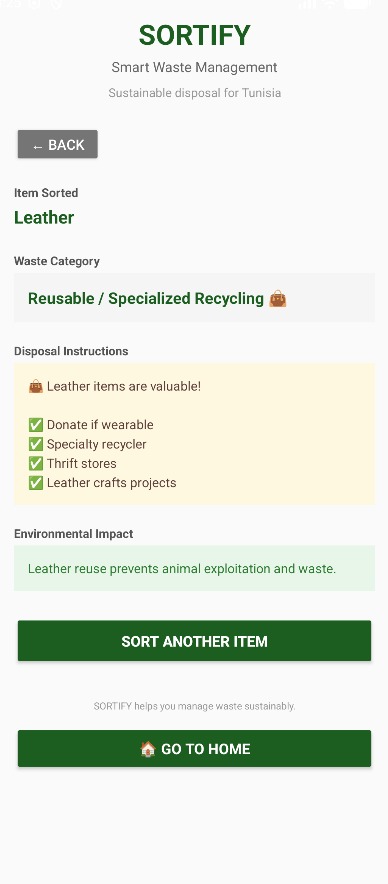 SORTIFY
Smart Waste Management
Sustainable disposal for Tunisia
← BACK
Item Sorted
Leather
Waste Category
Reusable / Specialized Recycling 👜
Disposal Instructions
👜 Leather items are valuable!
✅ Donate if wearable
✅ Specialty recycler
✅ Thrift stores
✅ Leather crafts projects
Environmental Impact
Leather reuse prevents animal exploitation and waste.
SORT ANOTHER ITEM
SORTIFY helps you manage waste sustainably.
🏠 GO TO HOME